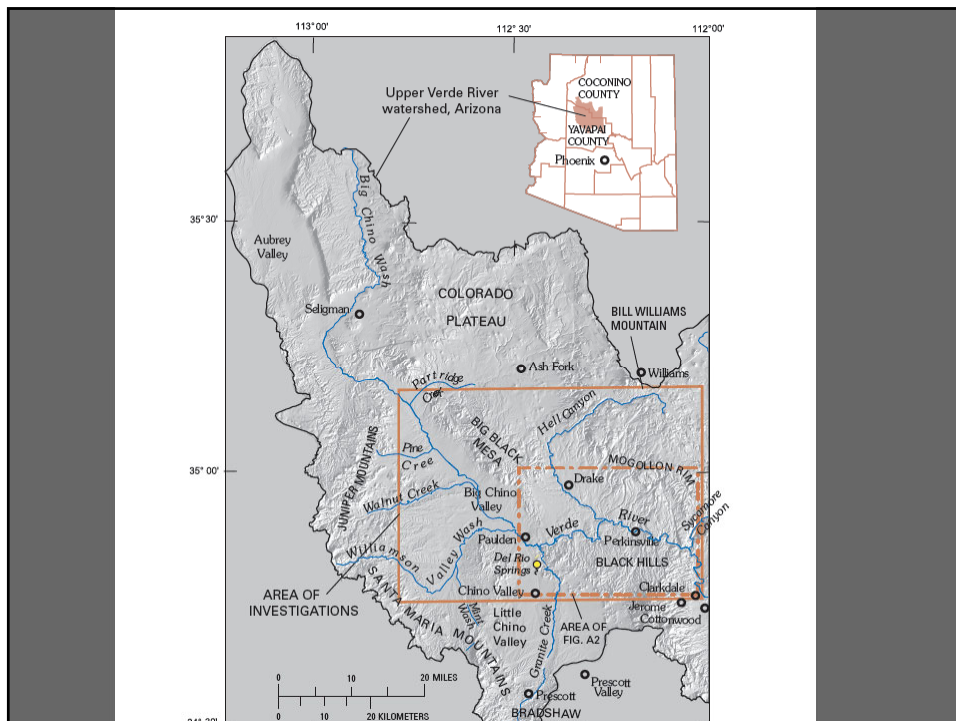 113° 00'
112° 30'
112° 00'
COCONINO
COUNTY
YAVAPAI
COUNTY
Phoenix
Upper Verde River
watershed, Arizona
Big Chino Wash
35° 30'
Aubrey
Valley
Seligman
COLORADO
PLATEAU
BILL WILLIAMS
MOUNTAIN
Ash Fork
Williams
Partridge
Hell Canyon
BIG BLACK
MESA
MOGOLLON RIM
35° 00'
JUNIPER MOUNTAINS
Pine
Cree
Drake
Walnut Creek
Big Chino
Valley
Sycamore
Canyon
Verde River
Paulden
Perkinsville
Williamson Valley Wash
Del Rio
Springs
BLACK HILLS
Clarkdale
Chino Valley
Jerome
Cottonwood
AREA OF
INVESTIGATIONS
SANTA MARIA MOUNTAINS
Mint
Wash
Little
Chino
Valley
Granite Creek
AREA OF
FIG. A2
Prescott
Valley
Prescott
BRADSHAW
0 10 20 MILES
0 10 20 KILOMETERS